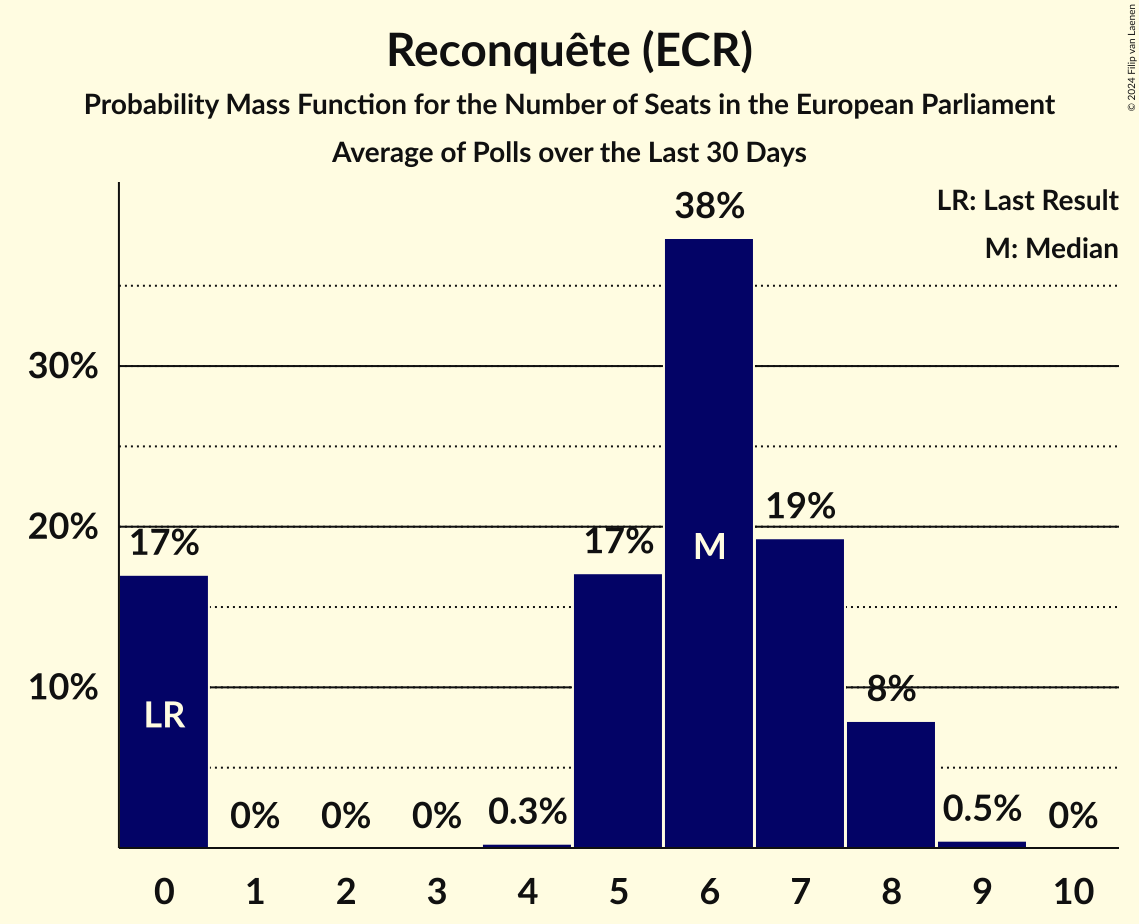 Reconquête (ECR)
Probability Mass Function for the Number of Seats in the European Parliament
Average of Polls over the Last 30 Days
© 2024 Filip van Laenen
LR: Last Result
M: Median
38%
30%
20%
10%
17%
0%
0%
0%
0.3%
17%
19%
8%
0.5%
0%
LR
M
0 1 2 3 4 5 6 7 8 9 10